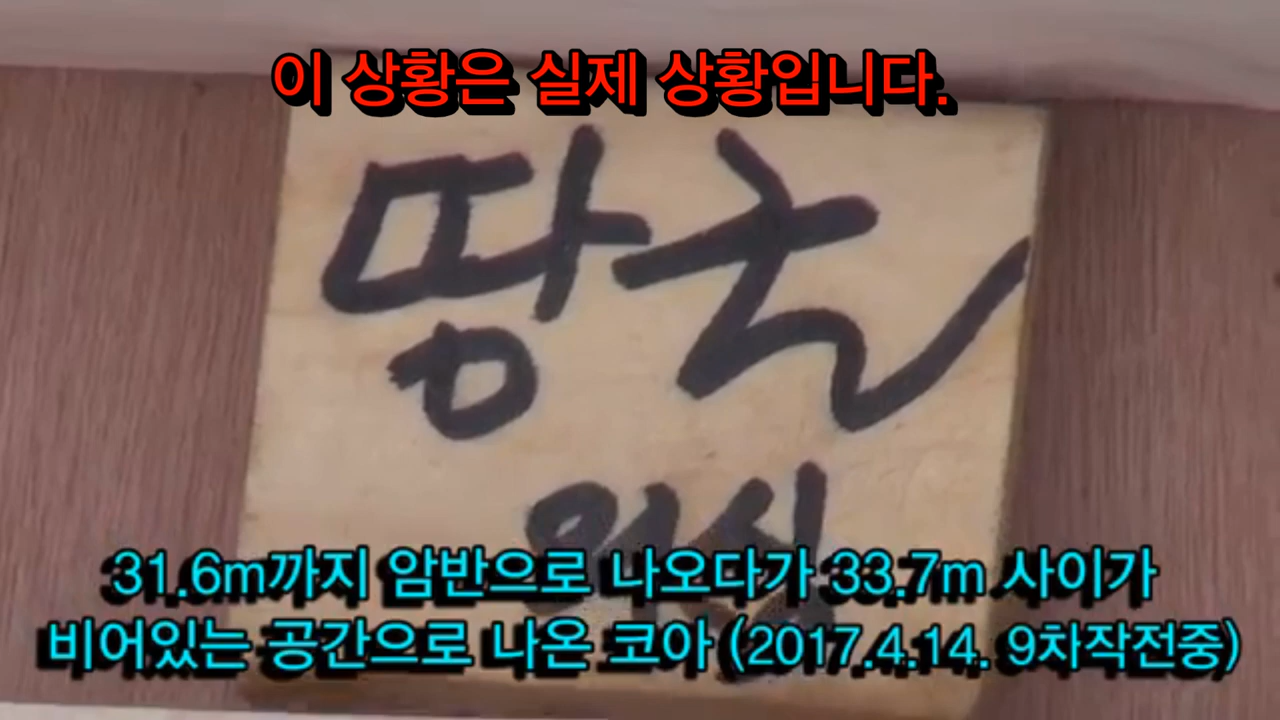 이 상황은 실제 상황입니다.
땅굴
의심
31.6m까지 암반으로 나오다가 33.7m 사이가
비어있는 공간으로 나온 코아 (2017.4.14. 9차작전중)